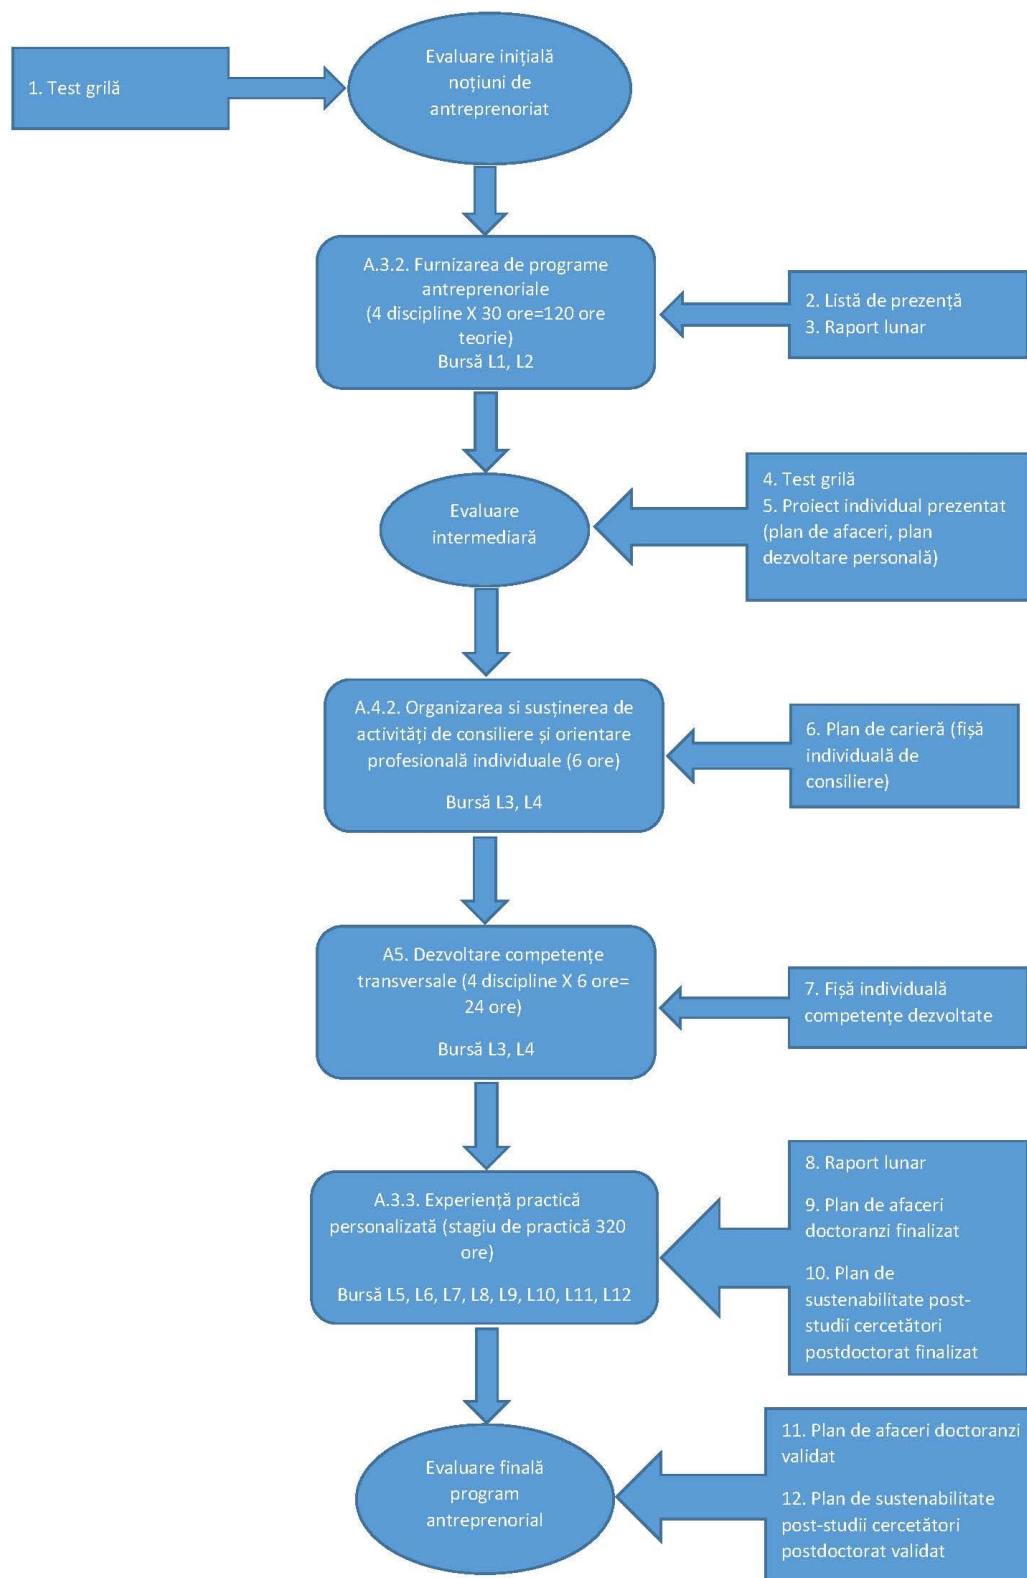 1. Test grilă
Evaluare inițială
noțiuni de
antreprenoriat
A.3.2. Furnizarea de programe
antreprenoriale
(4 discipline X 30 ore=120 ore
teorie)
Bursă L1, L2
2. Listă de prezență
3. Raport lunar
Evaluare
intermediară
4. Test grilă
5. Proiect individual prezentat
(plan de afaceri, plan
dezvoltare personală)
A.4.2. Organizarea si susținerea de
activități de consiliere și orientare
profesională individuale (6 ore)
Bursă L3, L4
6. Plan de carieră (fișă
individuală de
consiliere)
A5. Dezvoltare competențe
transversale (4 discipline X 6 ore=
24 ore)
Bursă L3, L4
7. Fișă individuală
competențe dezvoltate
A.3.3. Experiență practică
personalizată (stagiu de practică 320
ore)
Bursă L5, L6, L7, L8, L9, L10, L11, L12
8. Raport lunar
9. Plan de afaceri
doctoranzi finalizat
10. Plan de
sustenabilitate post-
studii cercetători
postdoctorat finalizat
Evaluare finală
program
antreprenorial
11. Plan de afaceri doctoranzi
validat
12. Plan de sustenabilitate
post-studii cercetători
postdoctorat validat